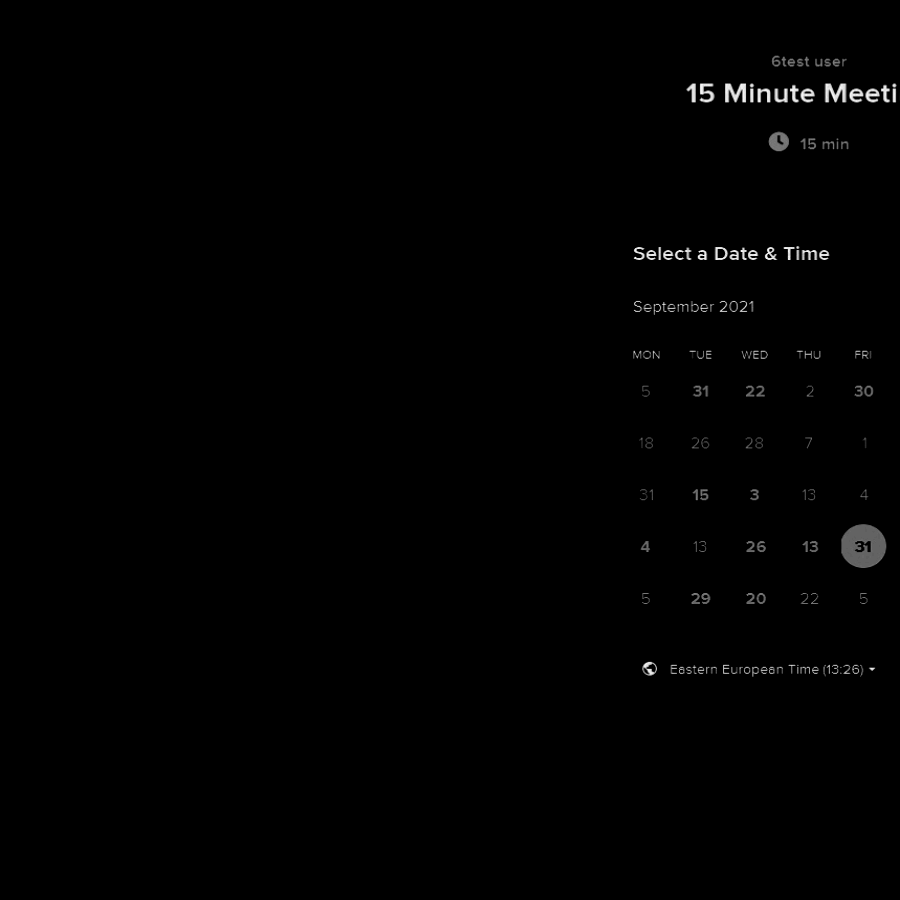 6test user
15 Minute Meeti
15 min
Select a Date & Time
September 2021
MON TUE WED THU FRI
5 31 22 2 30
18 26 28 7 1
31 15 3 13 4
4 13 26 13 31
5 29 20 22 5
Eastern European Time (13:26)